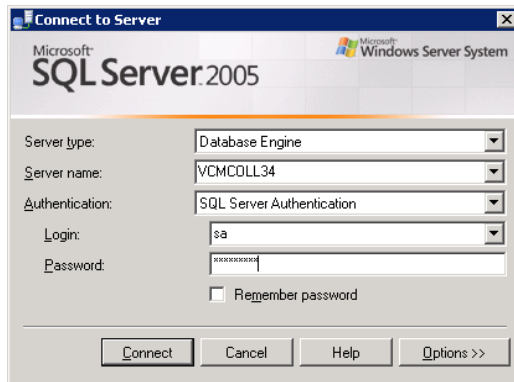 Connect to Server
Microsoft
SQL Server 2005
Microsoft
Windows Server System
Server type: Database Engine
Server name: VCMCOLL34
Authentication: SQL Server Authentication
Login: sa
Password: *********
Remember password
Connect Cancel Help Options >>